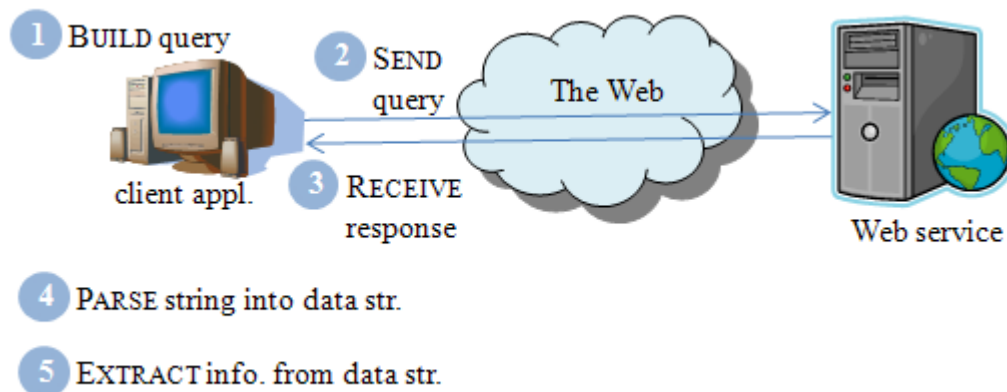 1 BUILD query
2 SEND
query
The Web
client appl.
3 RECEIVE
response
Web service
4 PARSE string into data str.
5 EXTRACT info. from data str.